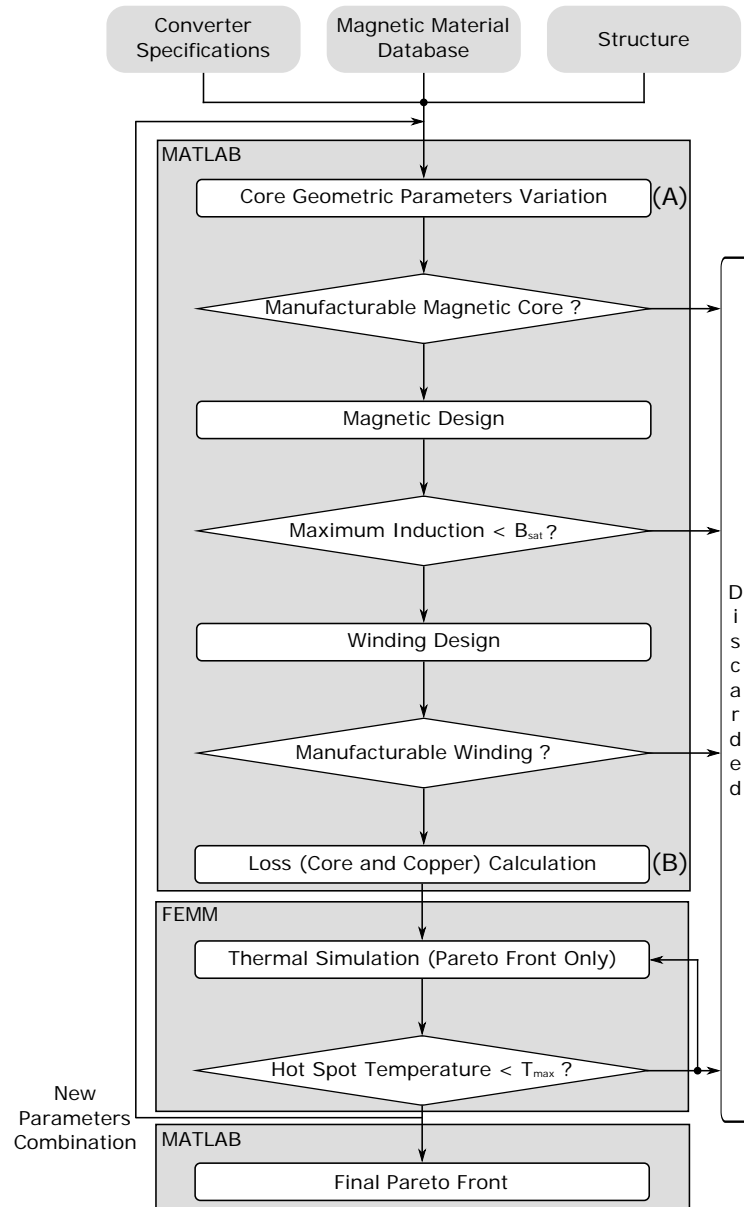 Converter
Specifications
Magnetic Material
Database
Structure
MATLAB
Core Geometric Parameters Variation
(A)
Manufacturable Magnetic Core ?
Magnetic Design
Maximum Induction < Bsat ?
Winding Design
Manufacturable Winding ?
Loss (Core and Copper) Calculation
(B)
Discarded
FEMM
Thermal Simulation (Pareto Front Only)
Hot Spot Temperature < Tmax ?
New
Parameters
Combination
MATLAB
Final Pareto Front